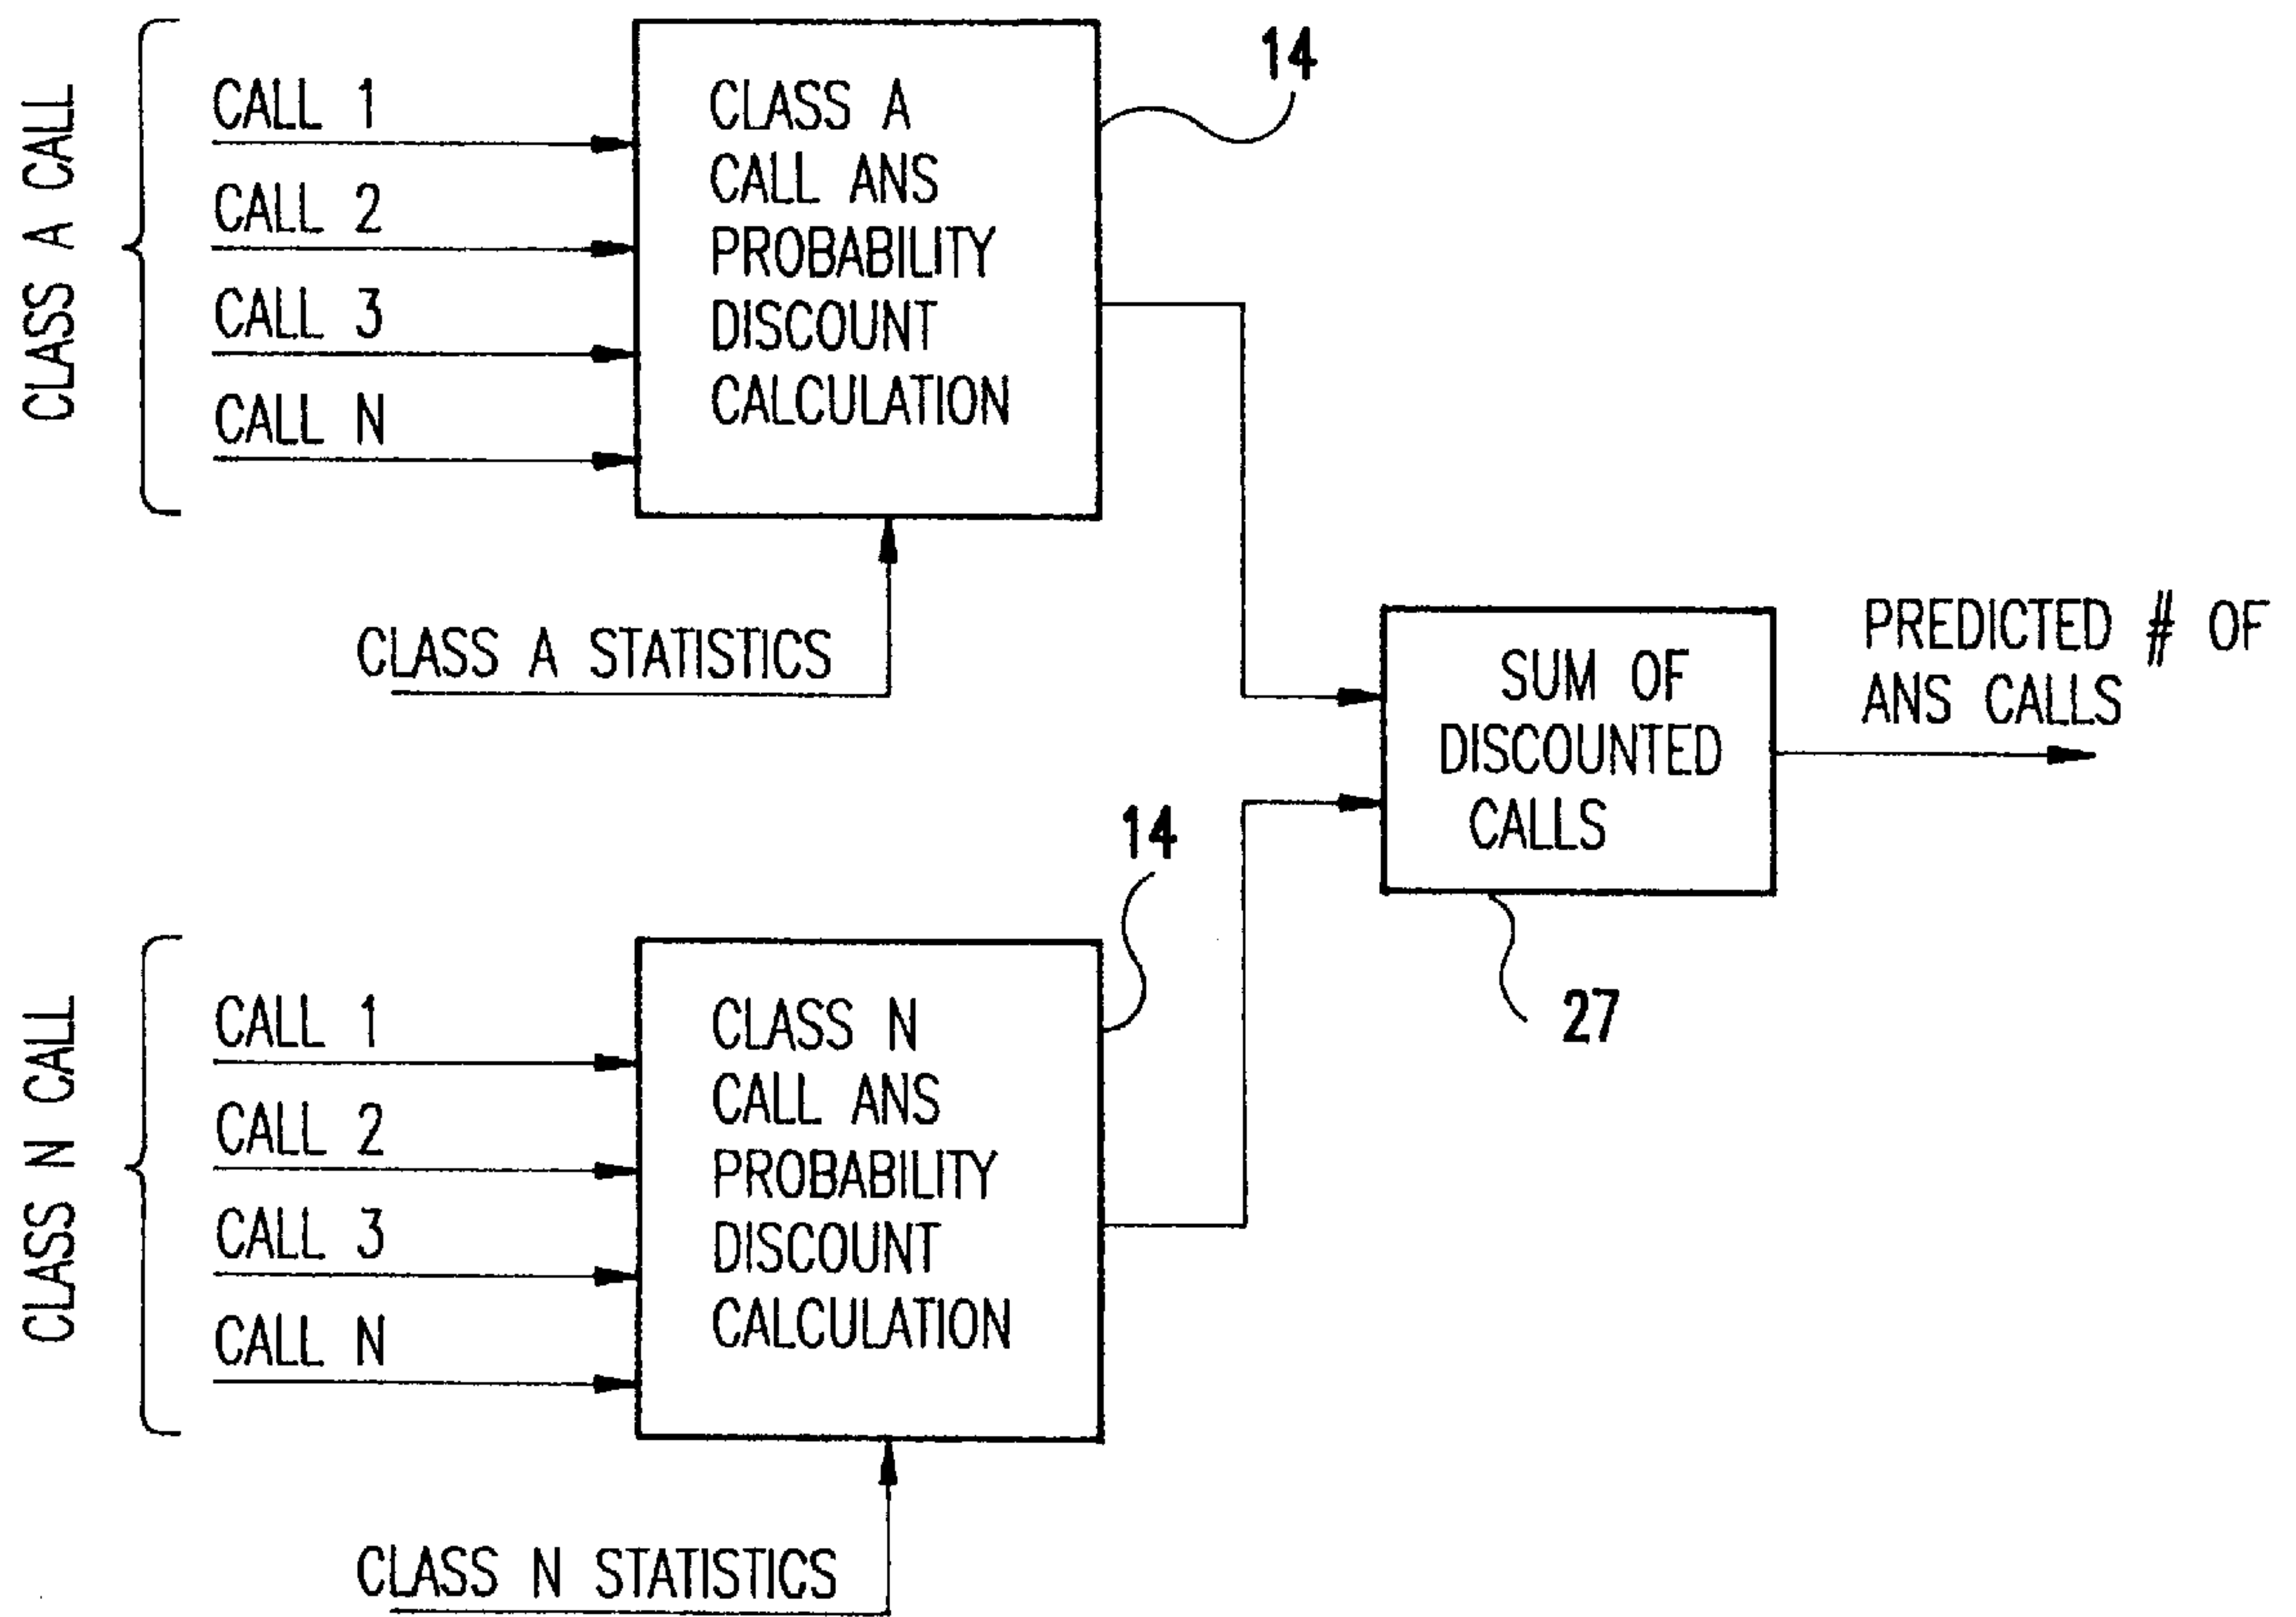 CLASS A CALL
CALL 1
CALL 2
CALL 3
CALL N
CLASS A
CALL ANS
PROBABILITY
DISCOUNT
CALCULATION
14
CLASS A STATISTICS
SUM OF
DISCOUNTED
CALLS
27
PREDICTED # OF
ANS CALLS
CLASS N CALL
CALL 1
CALL 2
CALL 3
CALL N
CLASS N
CALL ANS
PROBABILITY
DISCOUNT
CALCULATION
14
CLASS N STATISTICS